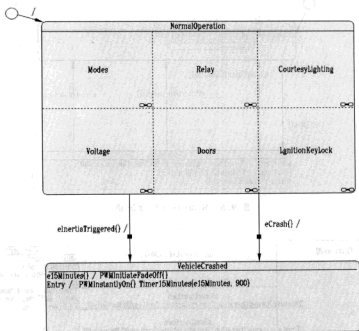 /
NormalOperation
Modes
Relay
CourtesyLighting
Voltage
Doors
IgnitionKeyLock
eInertiaTriggered() /
eCrash() /
VehicleCrashed
e15Minutes() / PWMInitiateFadeOff()
Entry / PWMInstantlyOn() Timer15Minutes(e15Minutes, 900)